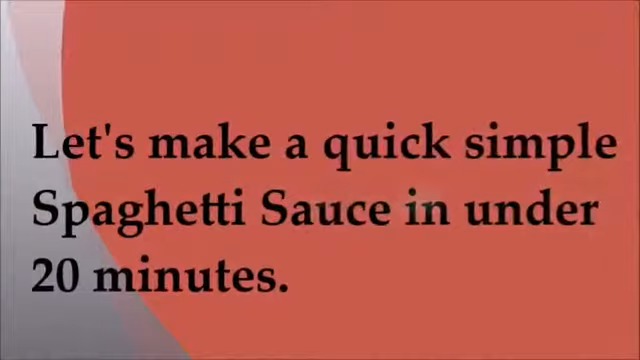 Let's make a quick simple
Spaghetti Sauce in under
20 minutes.